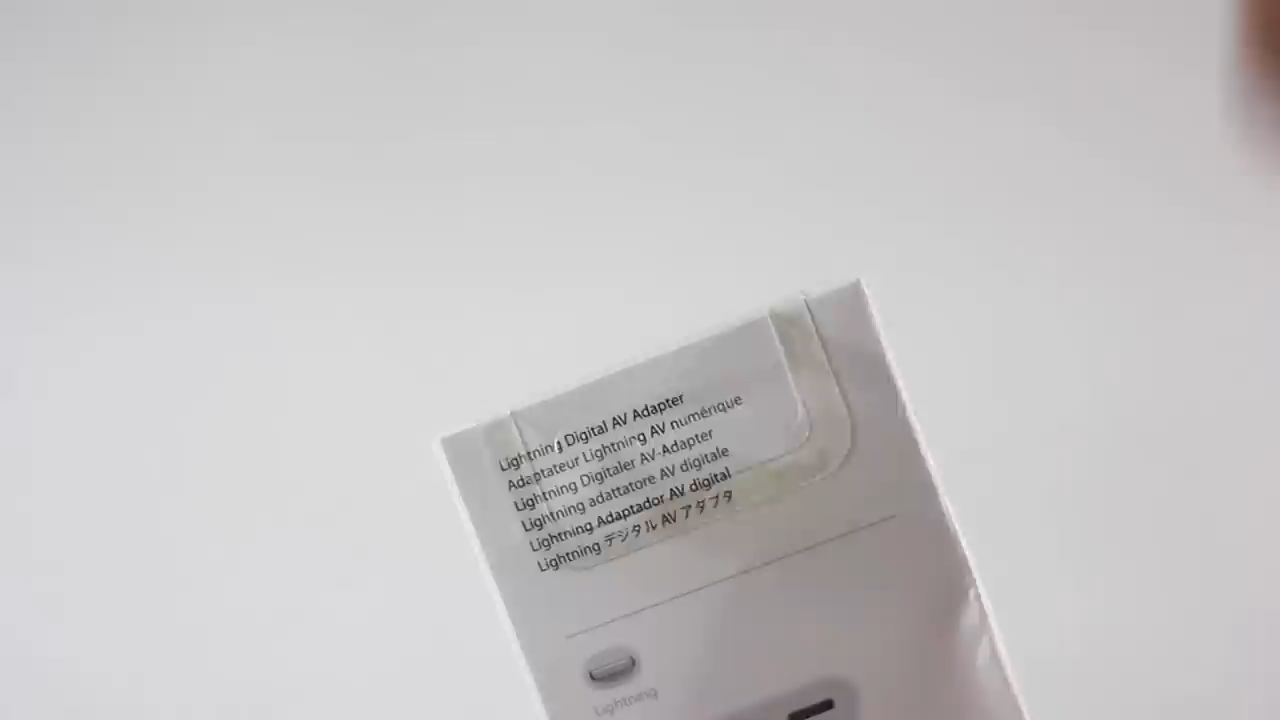 Lightning Digital AV Adapter
Adaptateur Lightning AV numérique
Lightning Digitaler AV-Adapter
Lightning adattatore AV digitale
Lightning Adaptador AV digital
Lightning デジタル AV アダプタ
Lightning